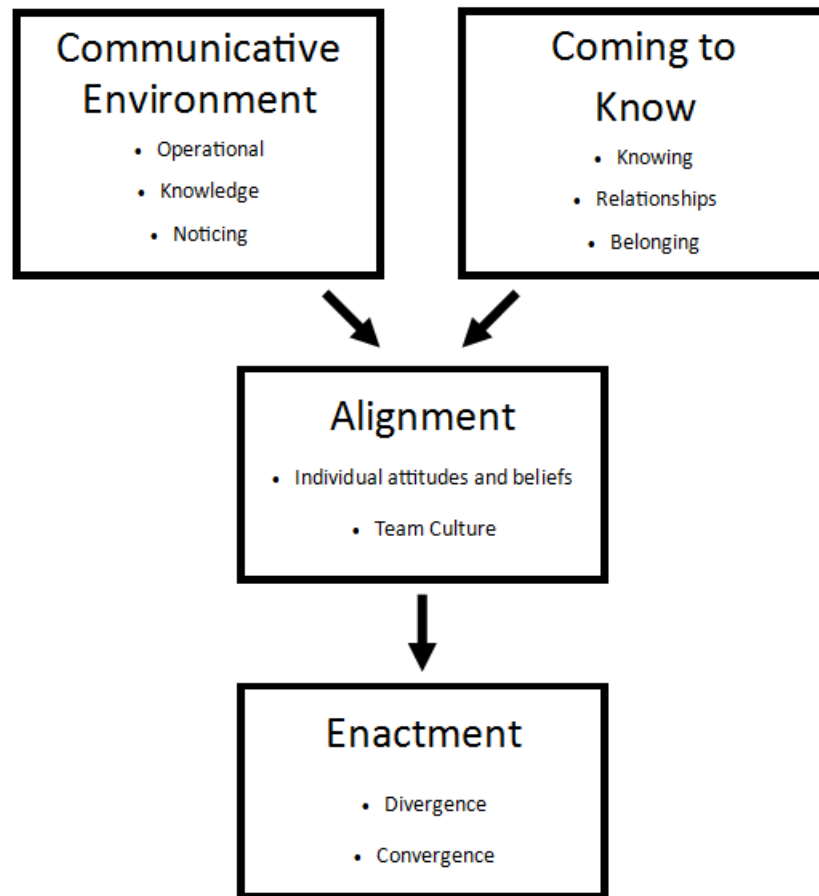 Communicative
Environment
• Operational
• Knowledge
• Noticing
Coming to
Know
• Knowing
• Relationships
• Belonging
Alignment
• Individual attitudes and beliefs
• Team Culture
Enactment
• Divergence
• Convergence